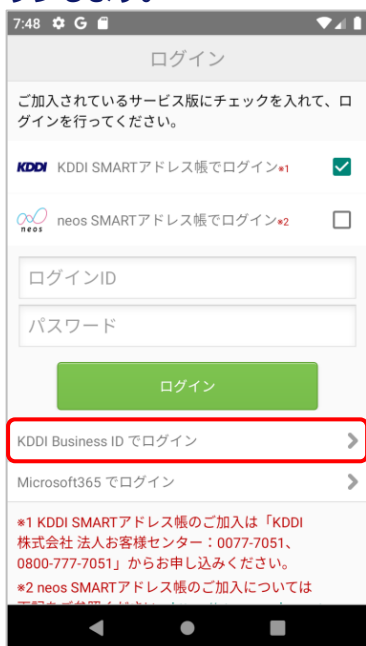 7:48 G
ログイン
ご加入されているサービス版にチェックを入れて、ロ
グインを行ってください。
KDDI KDDI SMARTアドレス帳でログイン※1
neos neos SMARTアドレス帳でログイン※2
ログインID
パスワード
ログイン
KDDI Business ID でログイン
Microsoft365 でログイン
※1 KDDI SMARTアドレス帳のご加入は「KDDI
株式会社 法人お客様センター：0077-7051、
0800-777-7051」からお申し込みください。
※2 neos SMARTアドレス帳のご加入については